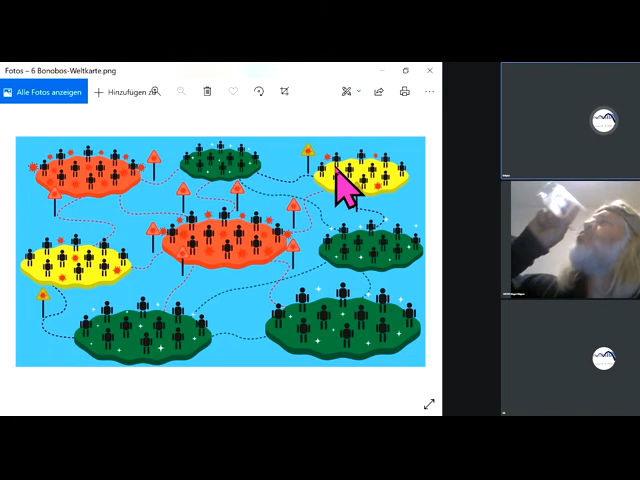 Fotos – 6 Bonobos-Weltkarte.png
Alle Fotos anzeigen
Hinzufügen zu